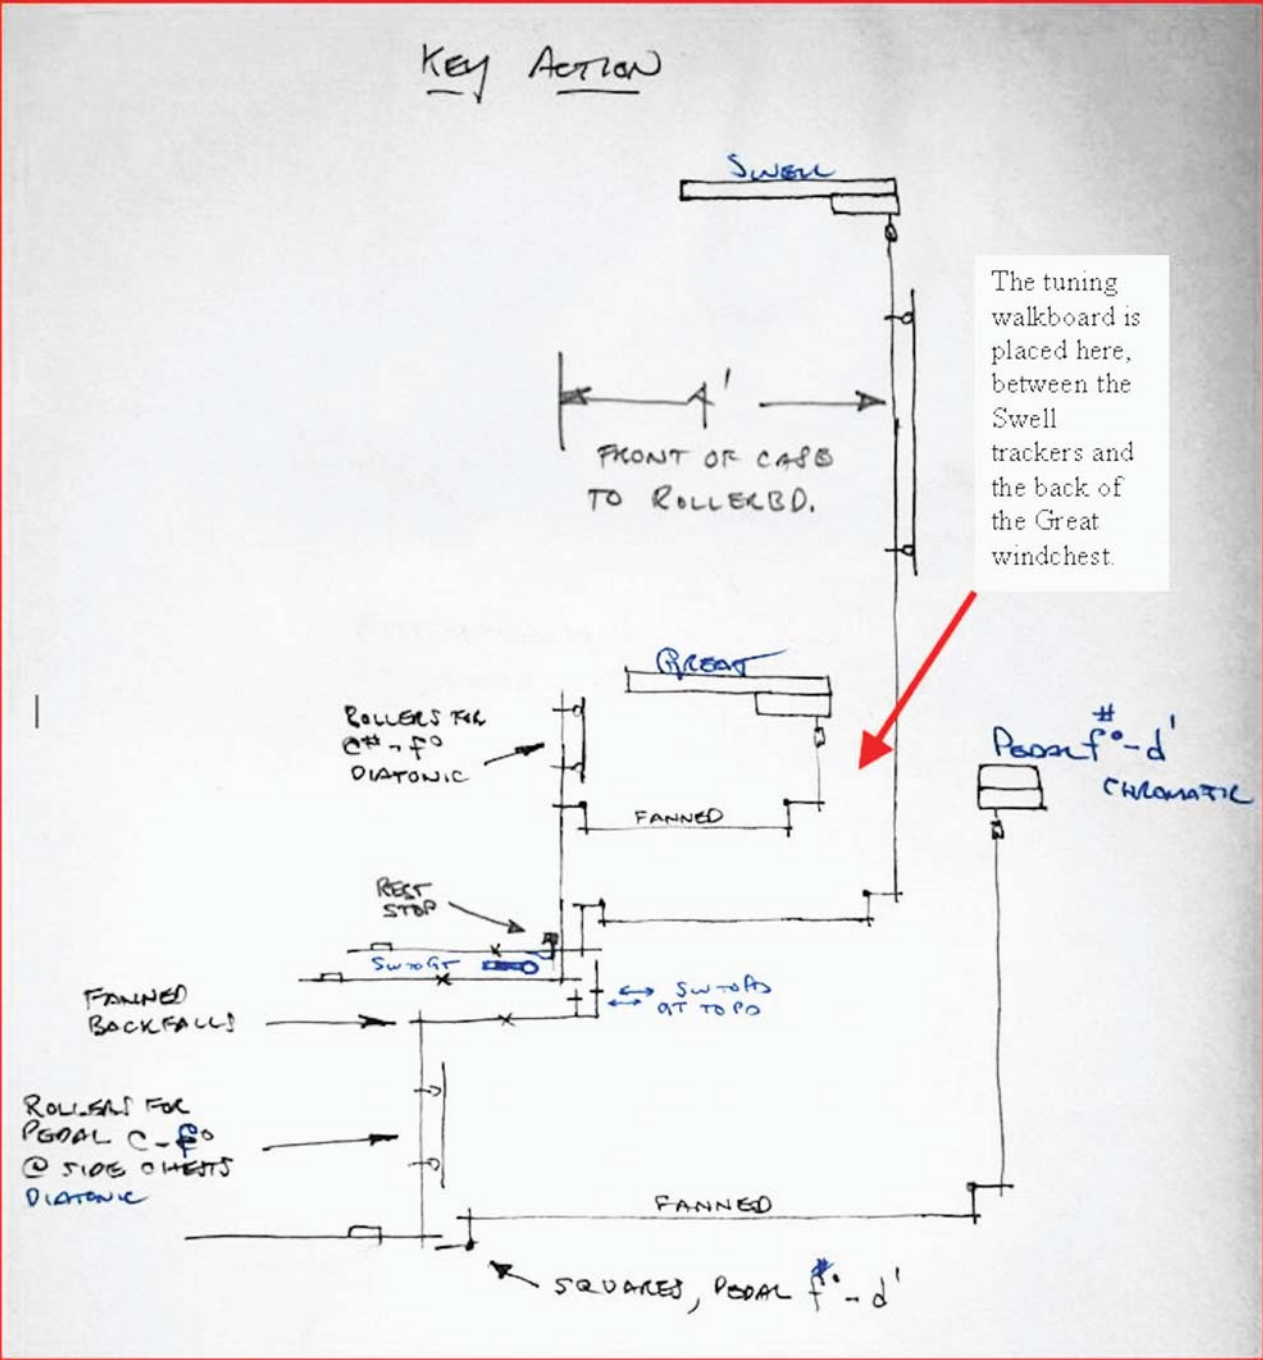 KEY ACTION
SWELL
The tuning
walkboard is
placed here,
between the
Swell
trackers and
the back of
the Great
windchest.
4'
FRONT OF CASE
TO ROLLERBD.
GREAT
ROLLERS FOR
C# - f°
DIATONIC
FANNED
PEDAL f#° - d'
CHROMATIC
REST
STOP
SW TO GT
FANNED
BACKFALLS
SW TO PD
GT TO PD
ROLLERS FOR
PEDAL C - f°
@ SIDE CHESTS
DIATONIC
FANNED
SQUARES, PEDAL f#° - d'